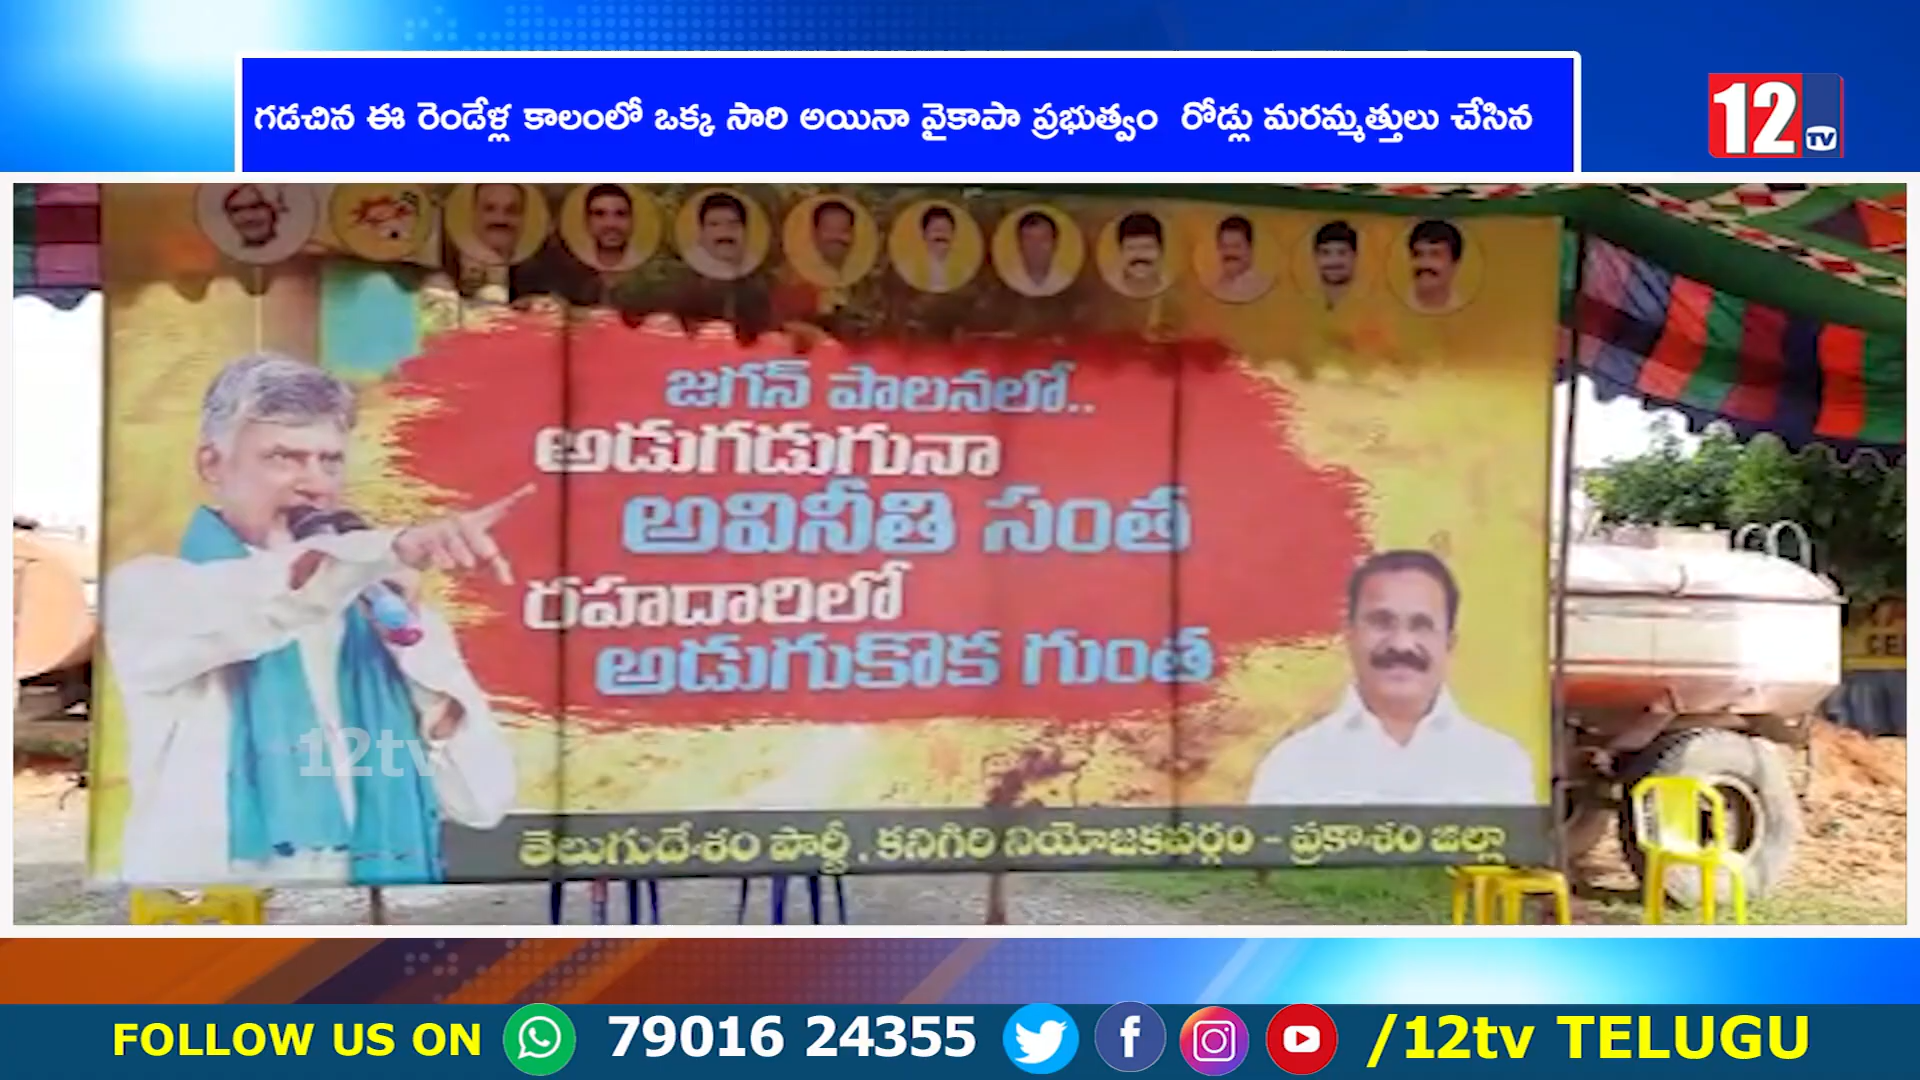 గడచిన ఈ రెండేళ్ల కాలంలో ఒక్క సారి అయినా వైకాపా ప్రభుత్వం రోడ్లు మరమ్మత్తులు చేసిన
12 TV
జగన్ పాలనలో..
అడుగడుగునా
అవినీతి సంత
రహదారిలో
అడుగుకొక గుంత
12tv
తెలుగుదేశం పార్టీ, కనిగిరి నియోజకవర్గం - ప్రకాశం జిల్లా
FOLLOW US ON 79016 24355 /12tv TELUGU